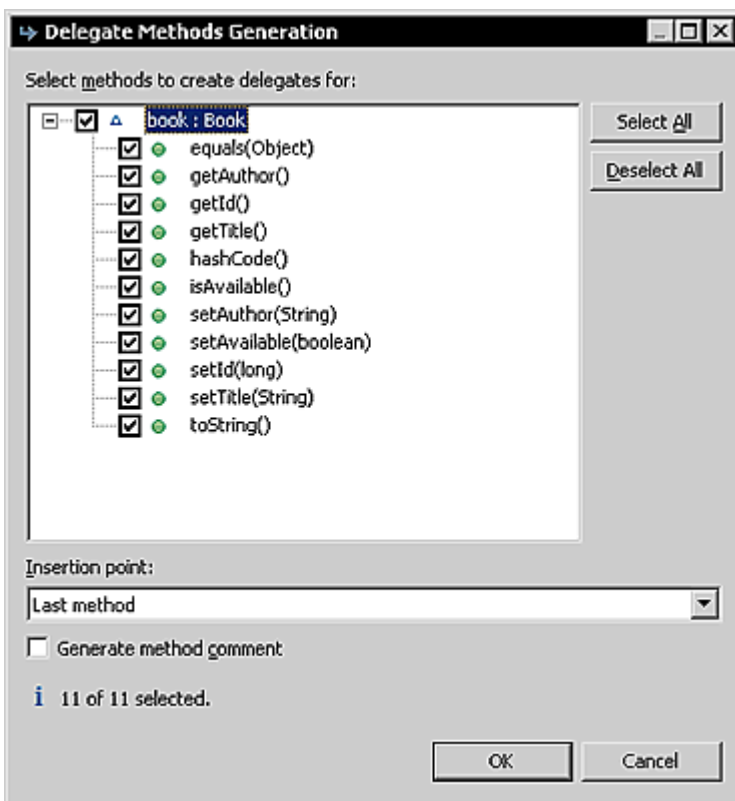 Delegate Methods Generation
Select methods to create delegates for:
book : Book
Select All
equals(Object)
getAuthor()
Deselect All
getId()
getTitle()
hashCode()
isAvailable()
setAuthor(String)
setAvailable(boolean)
setId(long)
setTitle(String)
toString()
Insertion point:
Last method
Generate method comment
i 11 of 11 selected.
OK Cancel